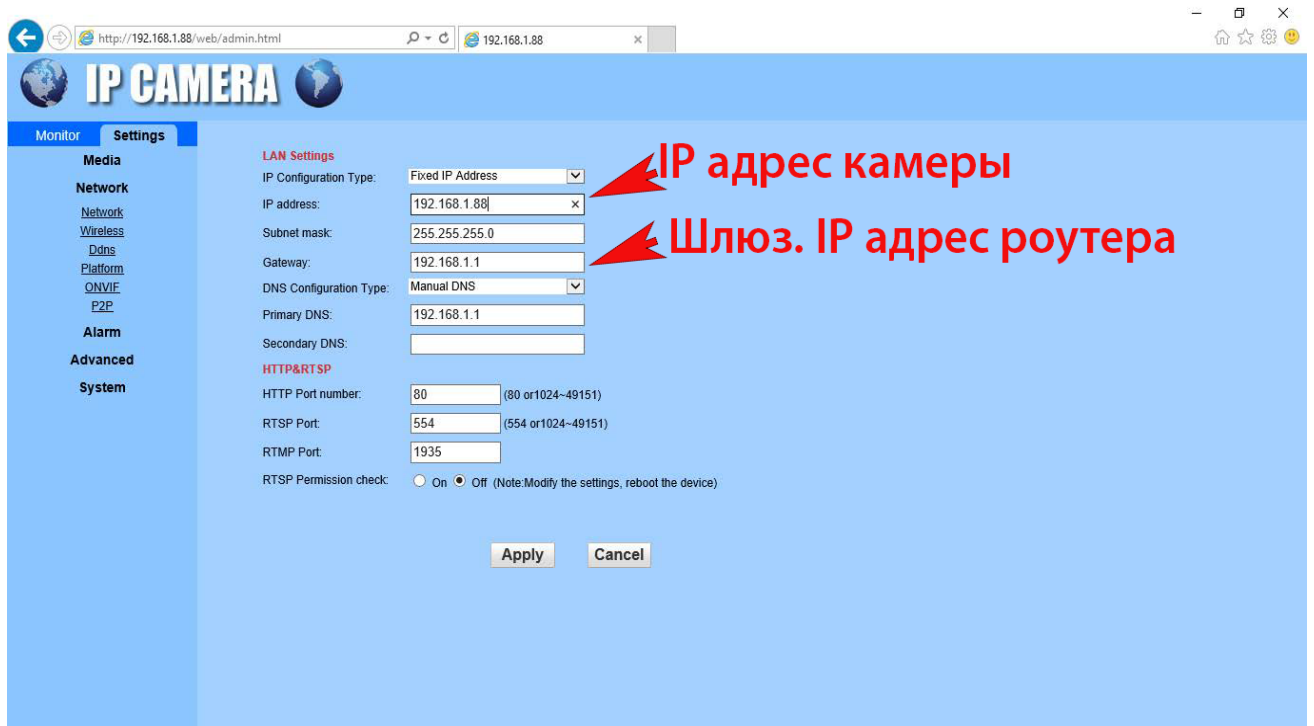 http://192.168.1.88/web/admin.html
192.168.1.88
IP CAMERA
Monitor
Settings
Media
Network
Network
Wireless
Ddns
Platform
ONVIF
P2P
Alarm
Advanced
System
LAN Settings
IP Configuration Type: Fixed IP Address
IP address: 192.168.1.88
Subnet mask: 255.255.255.0
Gateway: 192.168.1.1
DNS Configuration Type: Manual DNS
Primary DNS: 192.168.1.1
Secondary DNS:
HTTP&RTSP
HTTP Port number: 80 (80 or1024~49151)
RTSP Port: 554 (554 or1024~49151)
RTMP Port: 1935
RTSP Permission check: On Off (Note:Modify the settings, reboot the device)
Apply Cancel
IP адрес камеры
Шлюз. IP адрес роутера